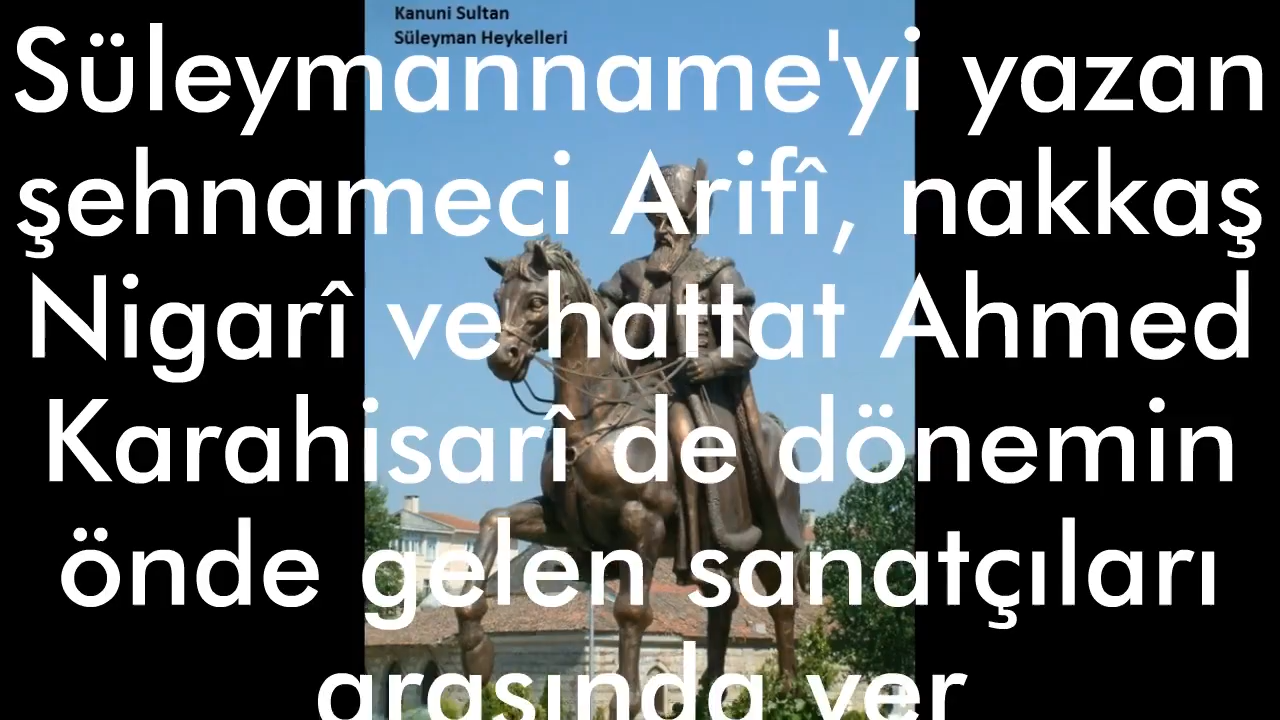 Kanuni Sultan
Süleyman Heykelleri
Süleymanname'yi yazan
şehnameci Arifî, nakkaş
Nigarî ve hattat Ahmed
Karahisarî de dönemin
önde gelen sanatçıları
arasında yer